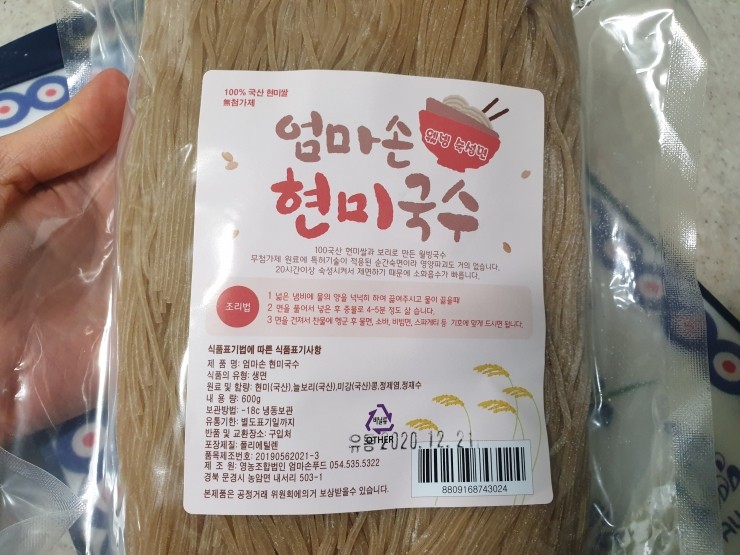 100% 국산 현미쌀
無첨가제
엄마손
웰빙 숙성면
현미국수
100국산 현미쌀과 보리로 만든 웰빙국수
무첨가제 원료에 특허기술이 적용된 순간숙면이라 영양파괴도 거의 없습니다.
20시간이상 숙성시켜서 제면하기 때문에 소화흡수가 빠릅니다.
조리법
1 넓은 냄비에 물의 양을 넉넉히 하여 끓여주시고 물이 끓을때
2 면을 풀어서 넣은 후 중불로 4~5분 정도 삶습니다.
3 면을 건져서 찬물에 헹군 후 물면, 소바, 비빔면, 스파게티 등 기호에 맞게 드시면 됩니다.
식품표기법에 따른 식품표기사항
제 품 명: 엄마손 현미국수
식품의 유형: 생면
원료 및 함량: 현미(국산),늘보리(국산)미강(국산)콩,정제염,정제수
내 용 량: 600g
보관방법: -18c 냉동보관
유통기한: 별도표기일까지
반품 및 교환장소: 구입처
포장재질: 폴리에틸렌
품목제조번호: 20190562021-3
제 조 원: 영농조합법인 엄마손푸드 054.535.5322
경북 문경시 농암면 내서리 503-1
본제품은 공정거래 위원회에의거 보상받을수 있습니다.
비닐류
OTHER
유통 2020.12.21
8809168743024